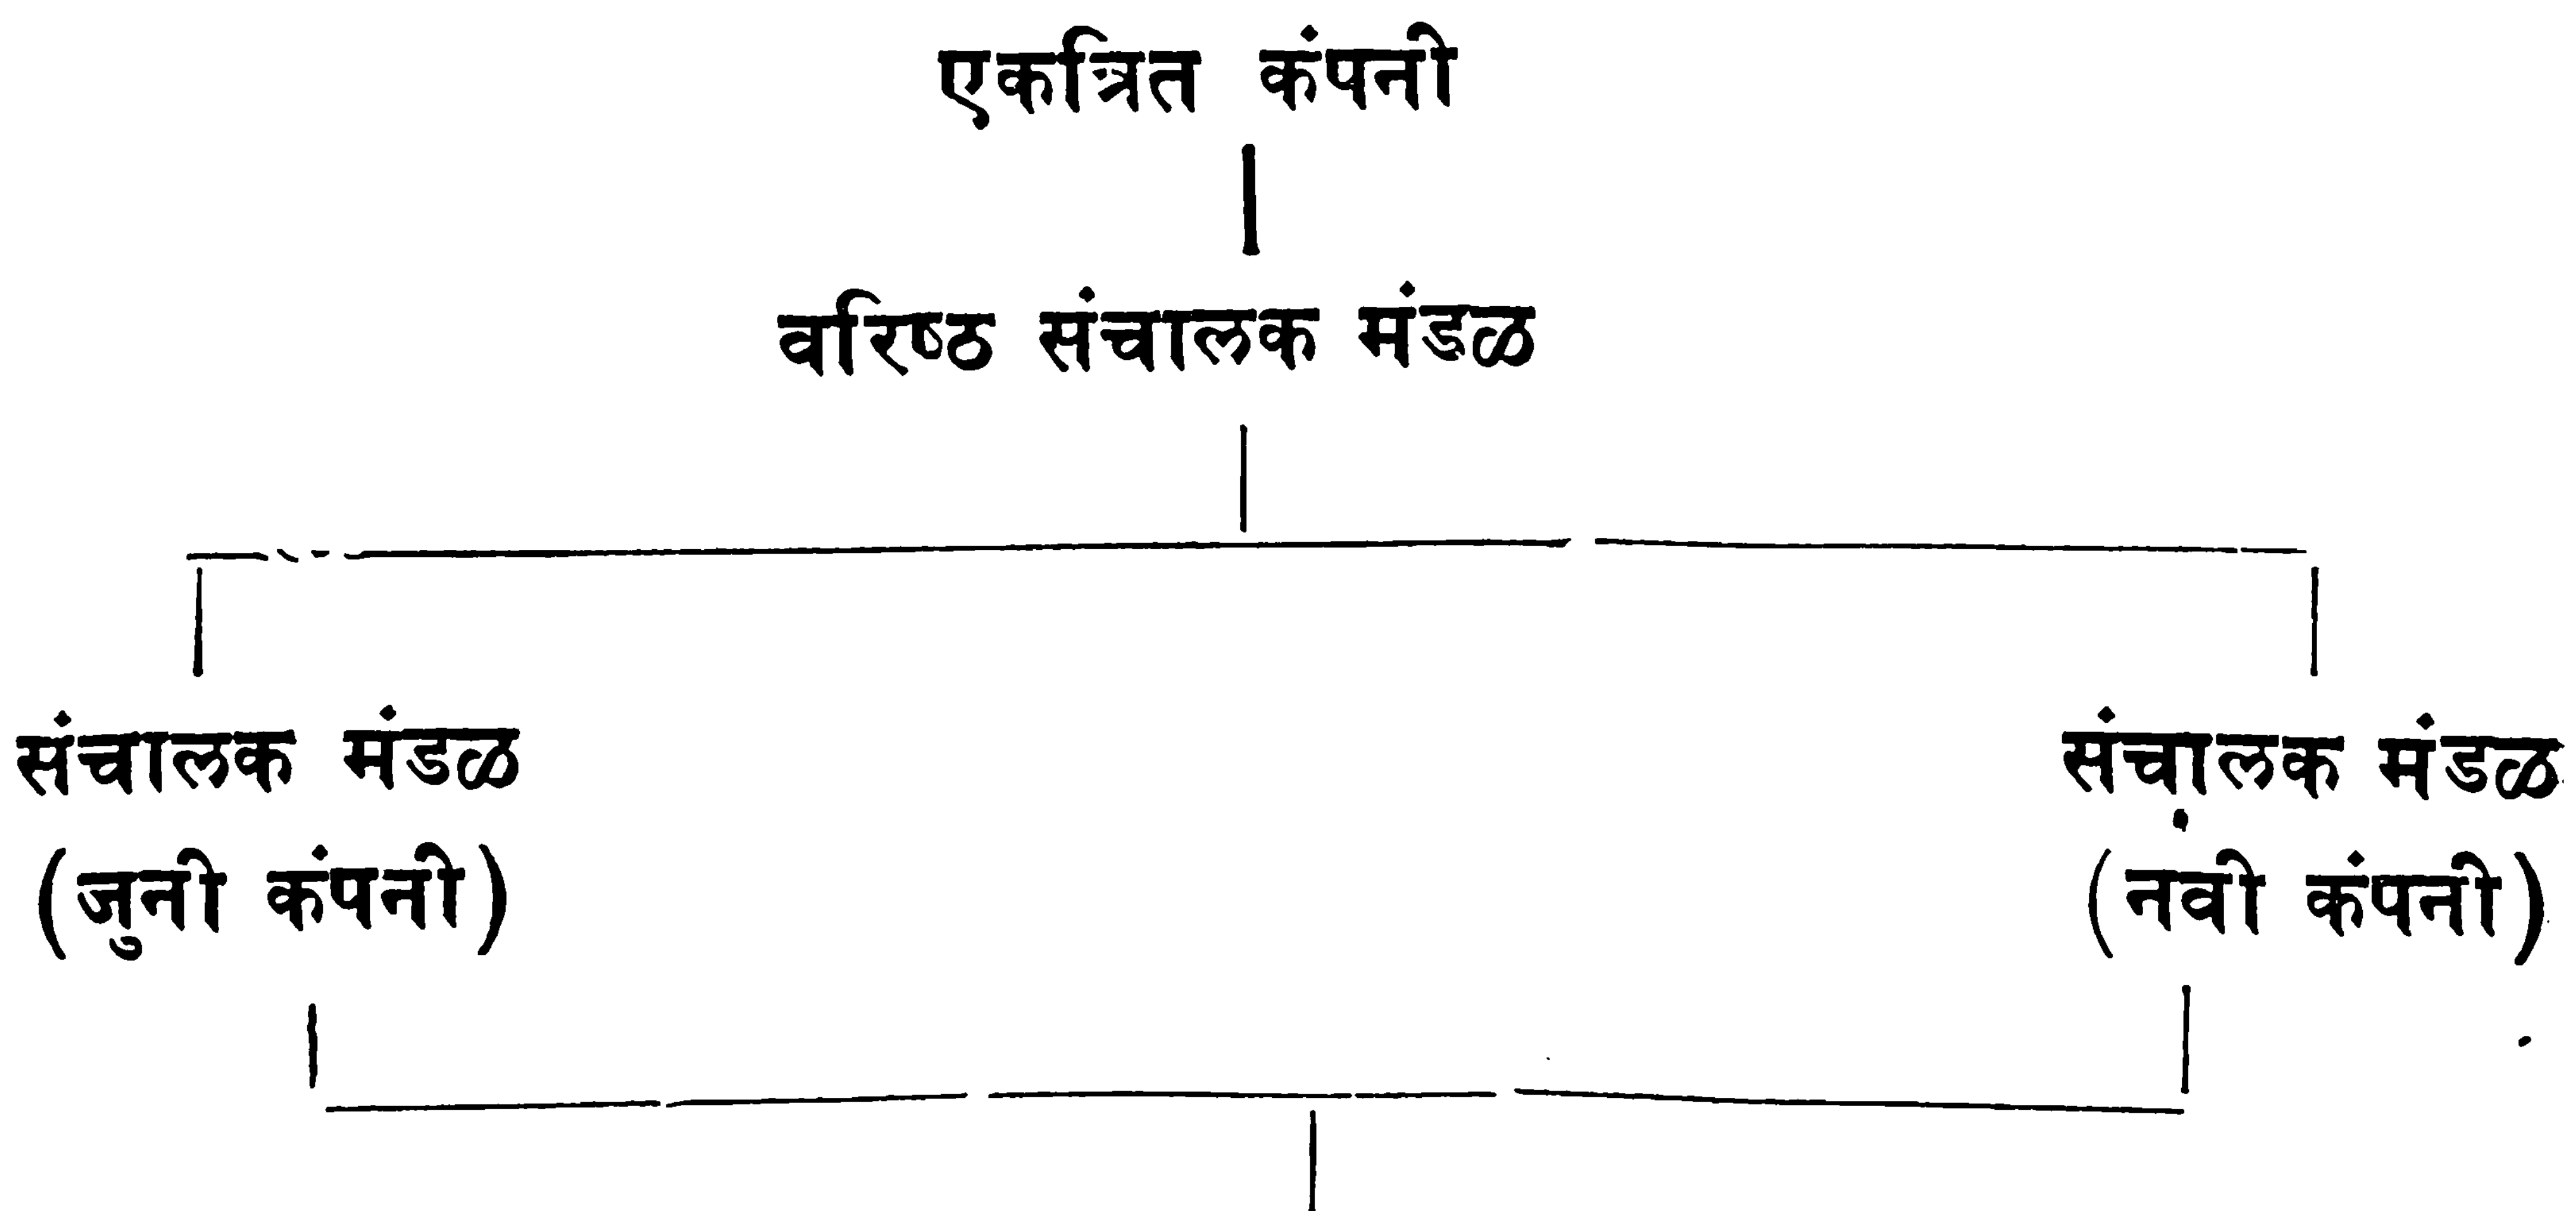 एकत्रित कंपनी
वरिष्ठ संचालक मंडळ
संचालक मंडळ
(जुनी कंपनी)
संचालक मंडळ
(नवी कंपनी)